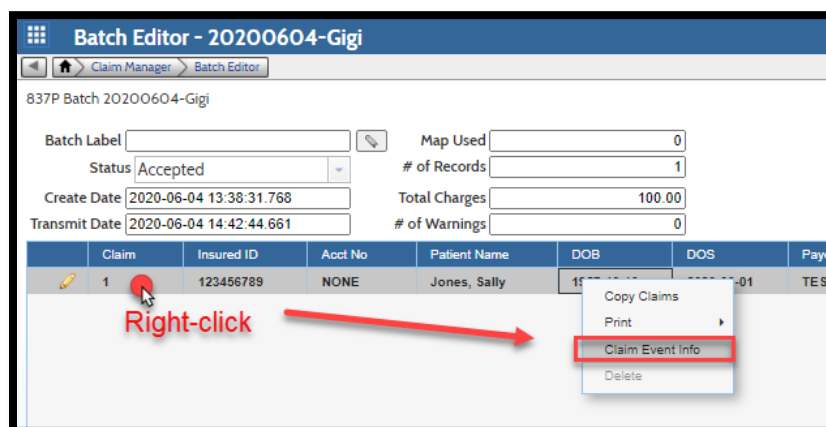 Batch Editor - 20200604-Gigi
Claim Manager Batch Editor
837P Batch 20200604-Gigi
Batch Label Map Used 0
Status Accepted # of Records 1
Create Date 2020-06-04 13:38:31.768 Total Charges 100.00
Transmit Date 2020-06-04 14:42:44.661 # of Warnings 0
Claim Insured ID Acct No Patient Name DOB DOS
1 123456789 NONE Jones, Sally -01
Right-click
Copy Claims
Print
Claim Event Info
Delete